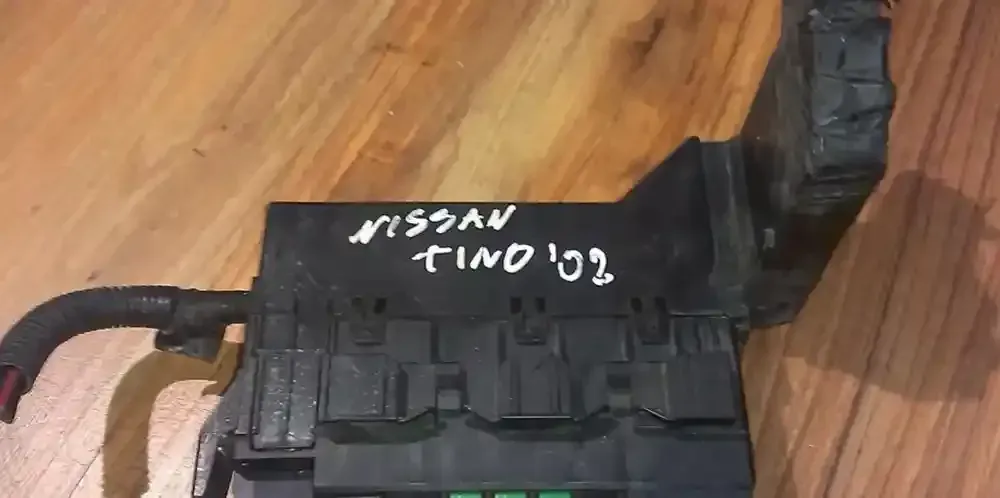 NISSAN
TINO '02